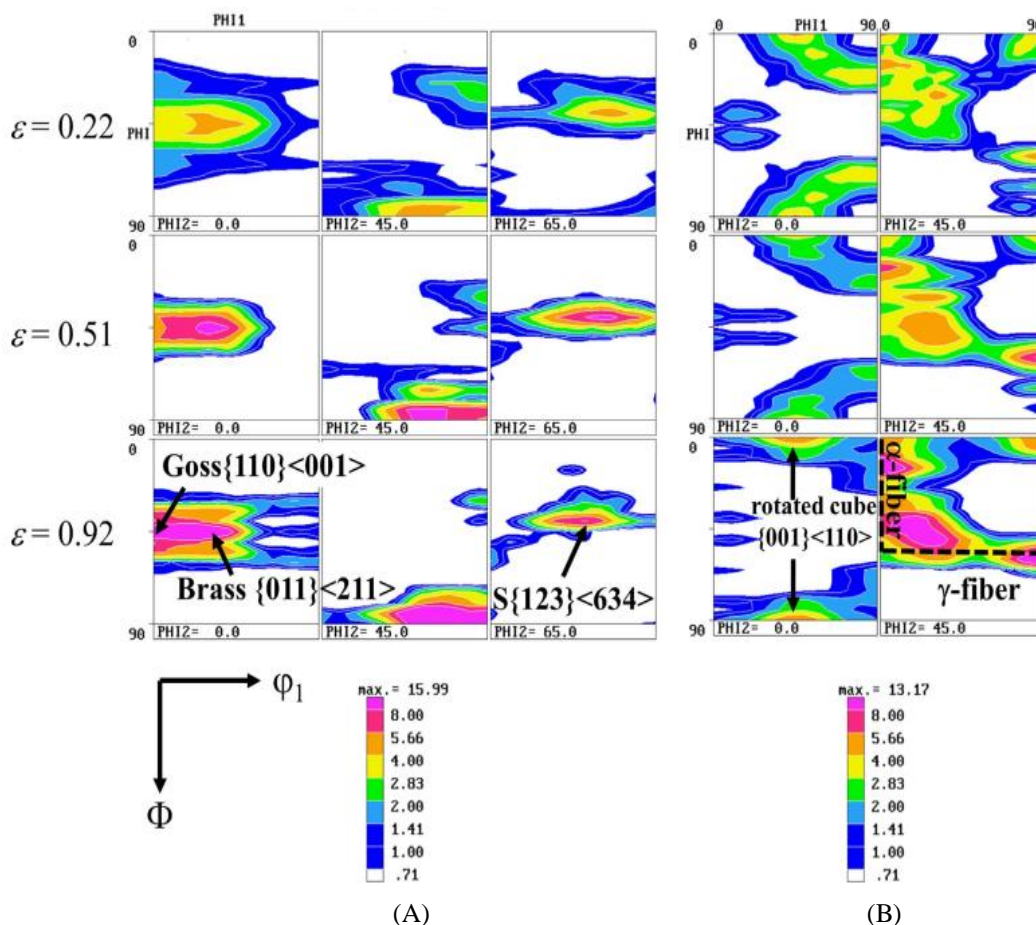 PHI1
0
PHI
90
PHI2= 0.0
PHI2= 45.0
PHI2= 65.0
0
PHI1
90
0
90
0
90
PHI2= 0.0
PHI2= 45.0
ε = 0.22
0
90
PHI2= 0.0
PHI2= 45.0
PHI2= 65.0
0
90
PHI2= 0.0
PHI2= 45.0
ε = 0.51
0
Goss{110}<001>
Brass {011}<211>
S{123}<634>
90
PHI2= 0.0
PHI2= 45.0
PHI2= 65.0
0
rotated cube
{001}<110>
α-fiber
γ-fiber
90
PHI2= 0.0
PHI2= 45.0
ε = 0.92
φ1
Φ
max.= 15.99
8.00
5.66
4.00
2.83
2.00
1.41
1.00
.71
max.= 13.17
8.00
5.66
4.00
2.83
2.00
1.41
1.00
.71
(A)
(B)